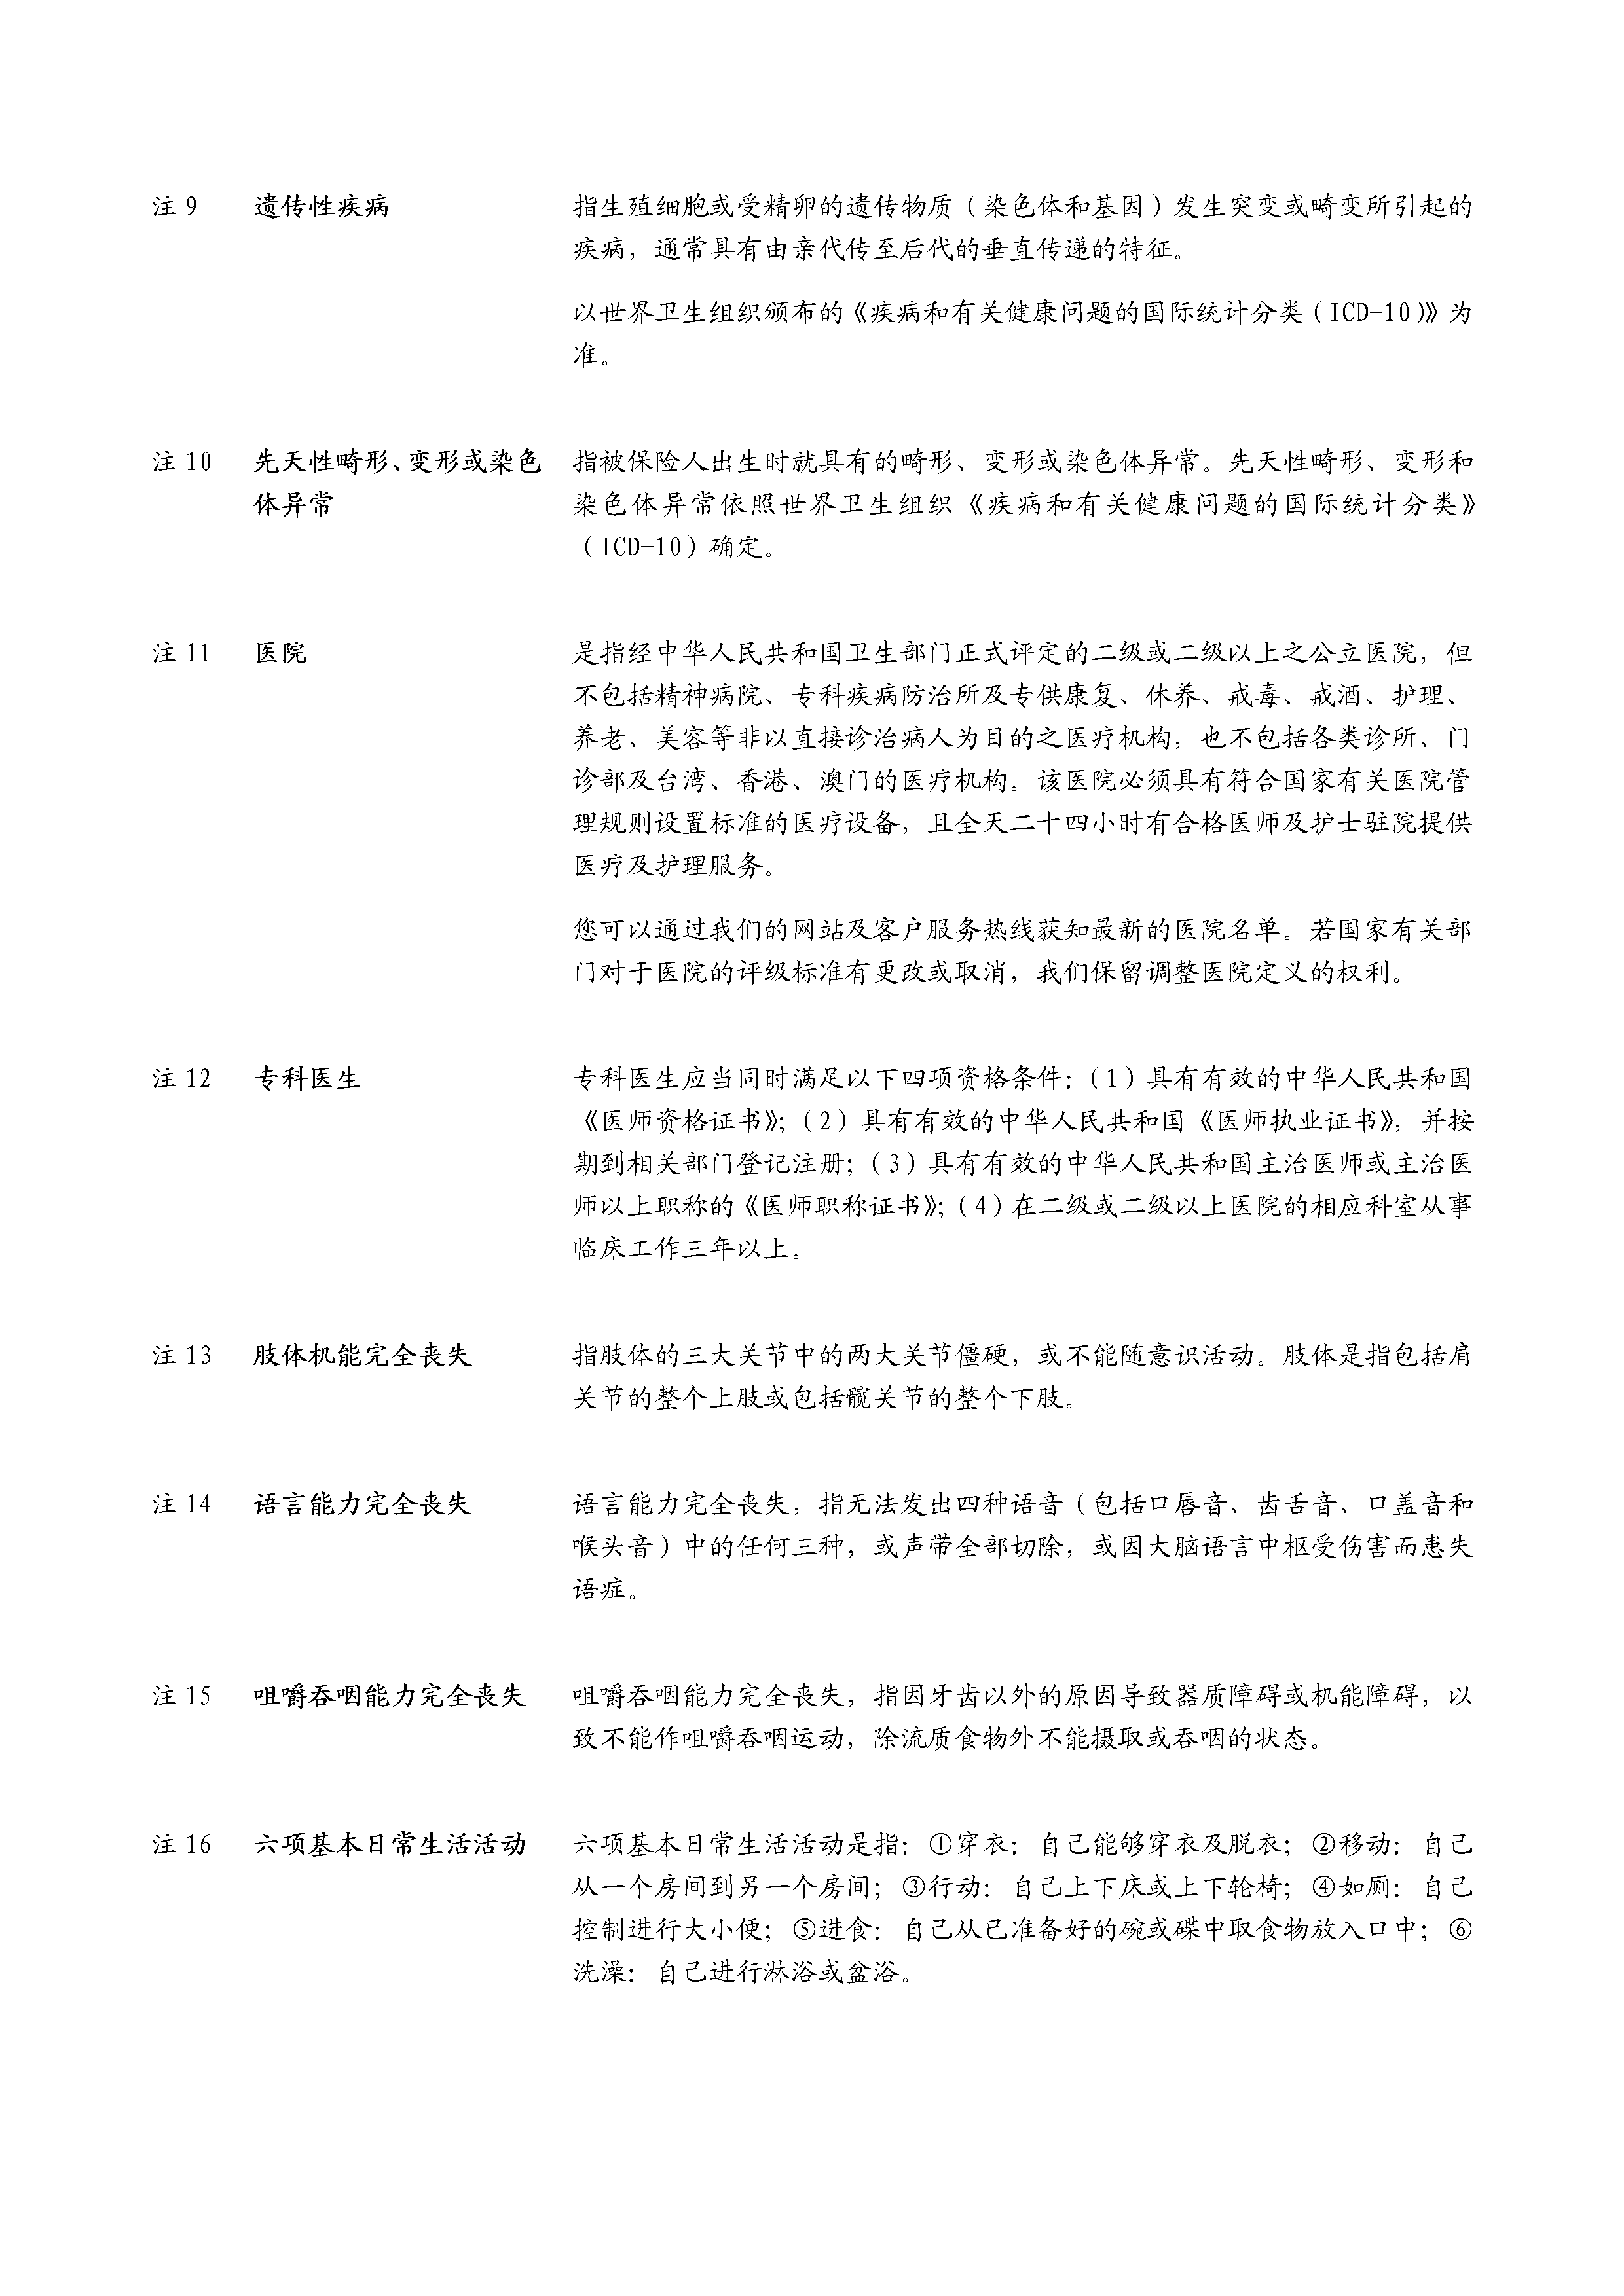 注 9 遗传性疾病 指生殖细胞或受精卵的遗传物质（染色体和基因）发生突变或畸变所引起的
疾病，通常具有由亲代传至后代的垂直传递的特征。
以世界卫生组织颁布的《疾病和有关健康问题的国际统计分类（ICD-10）》为
准。
注 10 先天性畸形、变形或染色 指被保险人出生时就具有的畸形、变形或染色体异常。先天性畸形、变形和
体异常 染色体异常依照世界卫生组织《疾病和有关健康问题的国际统计分类》
（ICD-10）确定。
注 11 医院 是指经中华人民共和国卫生部门正式评定的二级或二级以上之公立医院，但
不包括精神病院、专科疾病防治所及专供康复、休养、戒毒、戒酒、护理、
养老、美容等非以直接诊治病人为目的之医疗机构，也不包括各类诊所、门
诊部及台湾、香港、澳门的医疗机构。该医院必须具有符合国家有关医院管
理规则设置标准的医疗设备，且全天二十四小时有合格医师及护士驻院提供
医疗及护理服务。
您可以通过我们的网站及客户服务热线获知最新的医院名单。若国家有关部
门对于医院的评级标准有更改或取消，我们保留调整医院定义的权利。
注 12 专科医生 专科医生应当同时满足以下四项资格条件：（1）具有有效的中华人民共和国
《医师资格证书》；（2）具有有效的中华人民共和国《医师执业证书》，并按
期到相关部门登记注册；（3）具有有效的中华人民共和国主治医师或主治医
师以上职称的《医师职称证书》；（4）在二级或二级以上医院的相应科室从事
临床工作三年以上。
注 13 肢体机能完全丧失 指肢体的三大关节中的两大关节僵硬，或不能随意识活动。肢体是指包括肩
关节的整个上肢或包括髋关节的整个下肢。
注 14 语言能力完全丧失 语言能力完全丧失，指无法发出四种语音（包括口唇音、齿舌音、口盖音和
喉头音）中的任何三种，或声带全部切除，或因大脑语言中枢受伤害而患失
语症。
注 15 咀嚼吞咽能力完全丧失 咀嚼吞咽能力完全丧失，指因牙齿以外的原因导致器质障碍或机能障碍，以
致不能作咀嚼吞咽运动，除流质食物外不能摄取或吞咽的状态。
注 16 六项基本日常生活活动 六项基本日常生活活动是指：①穿衣：自己能够穿衣及脱衣；②移动：自己
从一个房间到另一个房间；③行动：自己上下床或上下轮椅；④如厕：自己
控制进行大小便；⑤进食：自己从已准备好的碗或碟中取食物放入口中；⑥
洗澡：自己进行淋浴或盆浴。